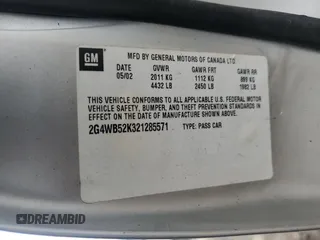 GM
MFD BY GENERAL MOTORS OF CANADA LTD
DATE GVWR GAWR FRT GAWR RR
05/02 2011 KG 1112 KG 899 KG
4432 LB 2450 LB 1982 LB
THIS VEHICLE CONFORMS TO ALL APPLICABLE U.S. FEDERAL MOTOR
VEHICLE SAFETY, BUMPER, AND THEFT PREVENTION STANDARDS IN
EFFECT ON THE DATE OF MANUFACTURE SHOWN ABOVE.
2G4WB52K321285571 TYPE: PASS CAR
DREAMBID